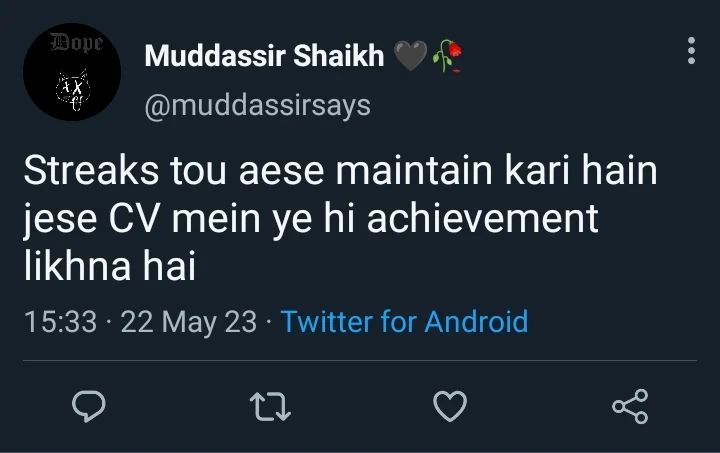 Dope
Muddassir Shaikh 🖤🥀
@muddassirsays
Streaks tou aese maintain kari hain
jese CV mein ye hi achievement
likhna hai
15:33 · 22 May 23 · Twitter for Android